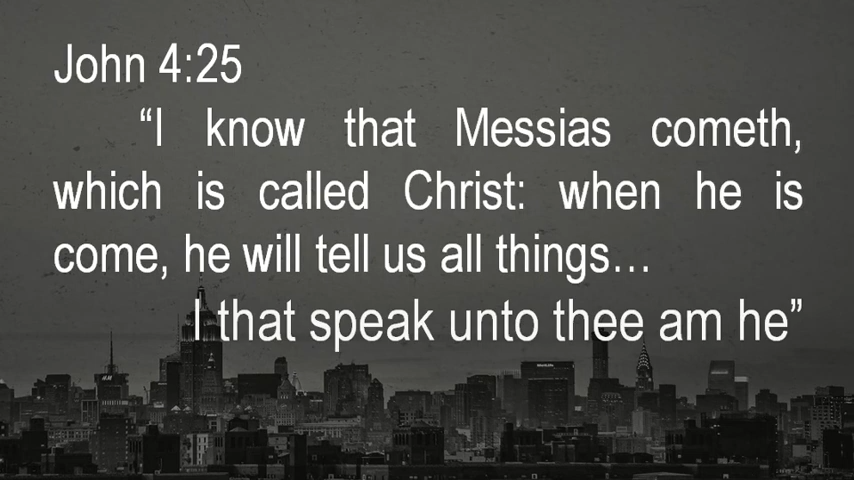 John 4:25
“I know that Messias cometh,
which is called Christ: when he is
come, he will tell us all things…
I that speak unto thee am he”